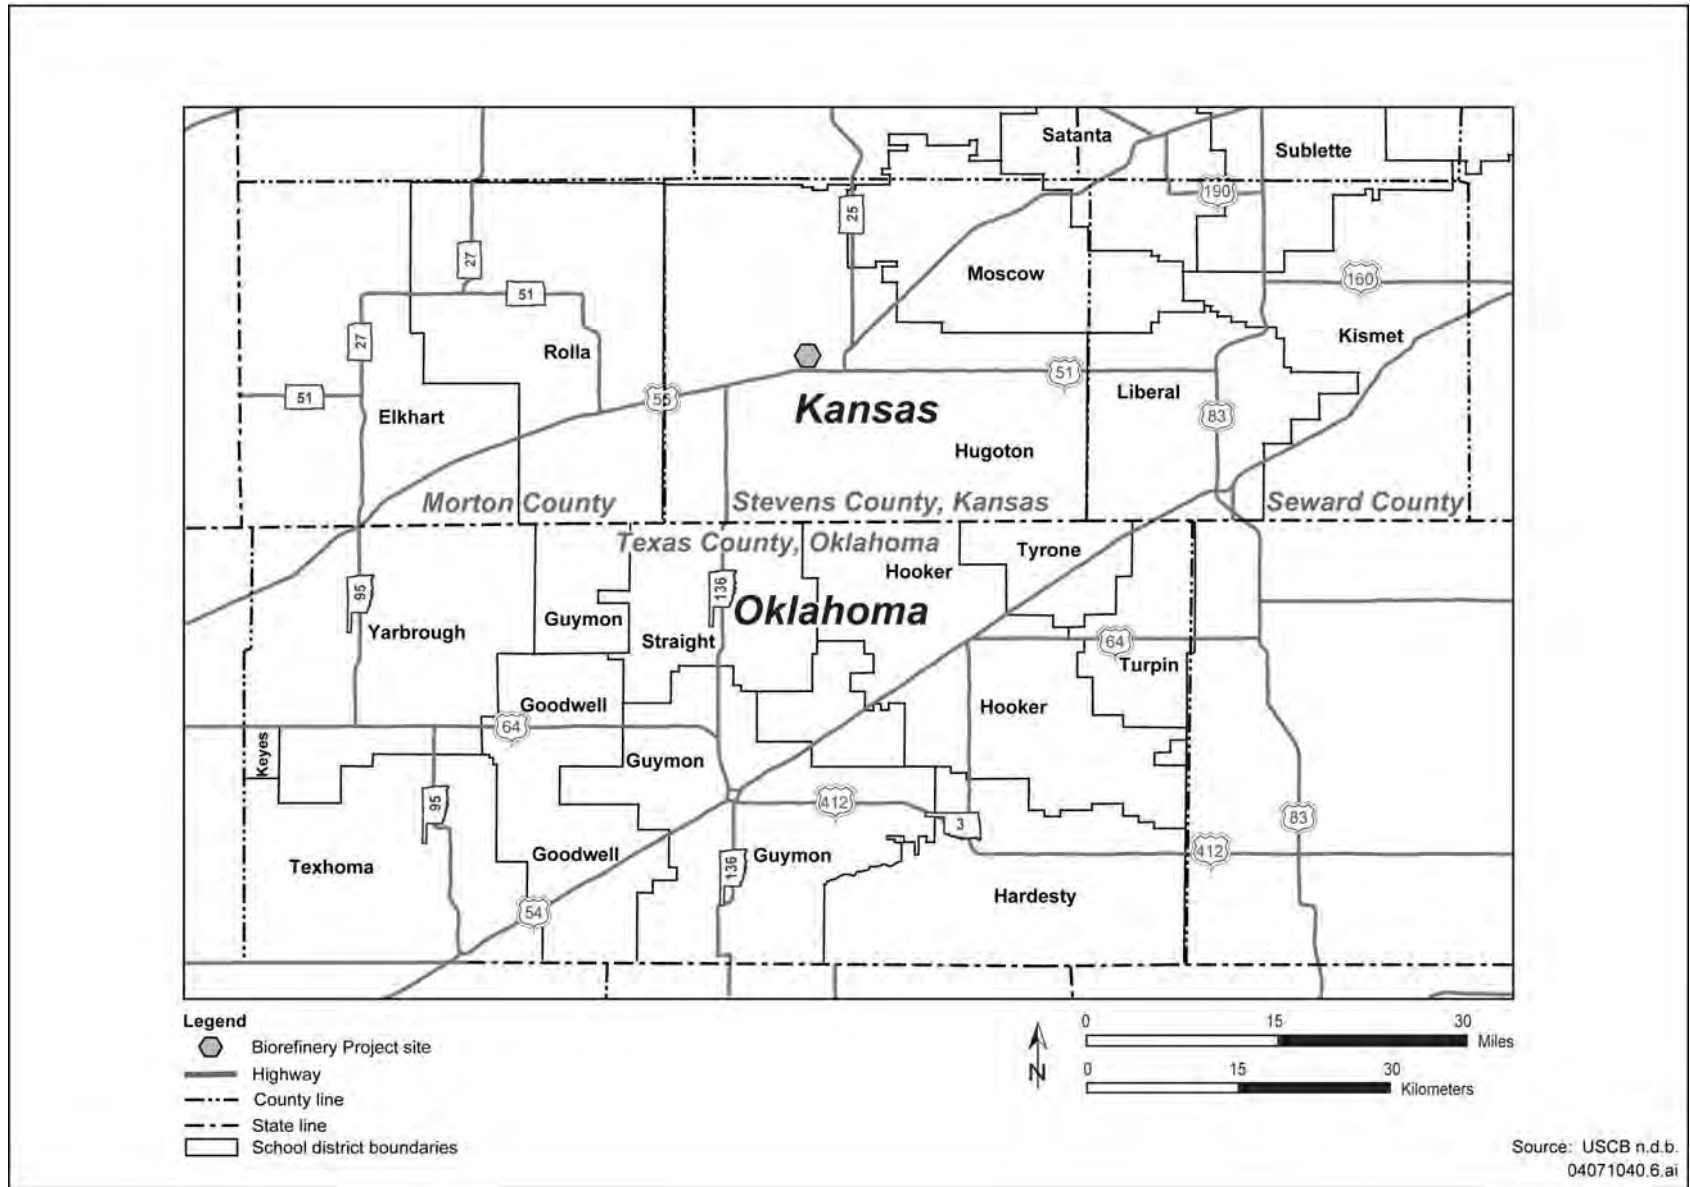 Satanta
Sublette
190
25
27
Moscow
160
51
27
Kismet
Rolla
51
Liberal
51
56
Kansas
83
Elkhart
Hugoton
Morton County
Stevens County, Kansas
Seward County
Texas County, Oklahoma
Tyrone
Hooker
95
136
Guymon
Oklahoma
Yarbrough
Straight
64
Turpin
Goodwell
Hooker
64
Keyes
Guymon
95
412
83
3
Goodwell
Guymon
136
412
Texhoma
Hardesty
54
Legend
Biorefinery Project site
Highway
County line
State line
School district boundaries
N
0 15 30
Miles
0 15 30
Kilometers
Source: USCB n.d.b.
04071040.6.ai